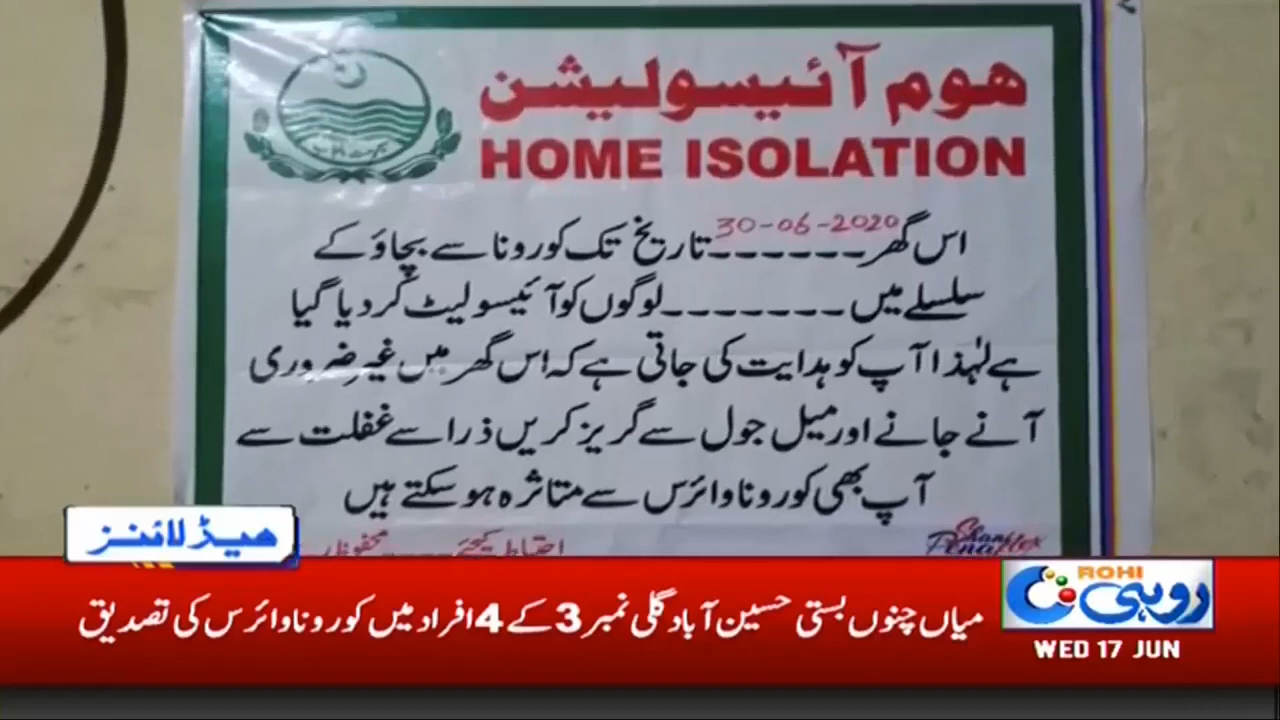 ھوم آئیسولیشن
HOME ISOLATION
اس گھر 30-06-2020 تاریخ تک کورونا سے بچاؤ کے
سلسلے میں -------- لوگوں کو آئیسولیٹ کر دیا گیا
ہے لہٰذا آپ کو ہدایت کی جاتی ہے کہ اس گھر میں غیر ضروری
آنے جانے اور میل جول سے گریز کریں ذرا سے غفلت سے
آپ بھی کورونا وائرس سے متاثرہ ہو سکتے ہیں
احتیاط کیجئے
ھیڈ لائنز
میاں چنوں بستی حسین آباد گلی نمبر 3 کے 4 افراد میں کورونا وائرس کی تصدیق
ROHI
روہی
WED 17 JUN